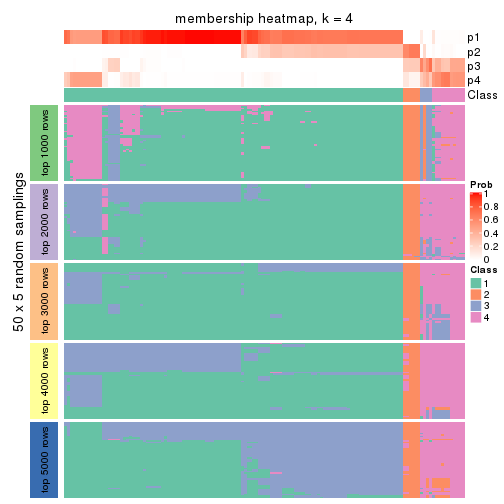 membership heatmap, k = 4
p1
p2
p3
p4
Class
50 x 5 random samplings
top 1000 rows
top 2000 rows
top 3000 rows
top 4000 rows
top 5000 rows
Prob
1
0.8
0.6
0.4
0.2
0
Class
1
2
3
4